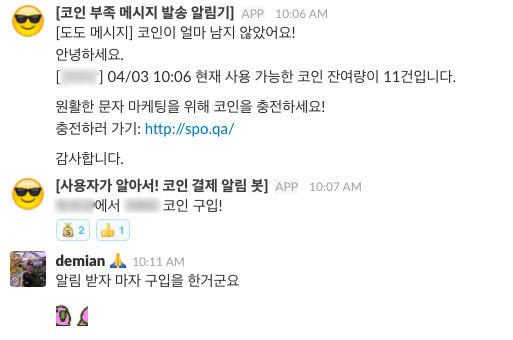 [코인 부족 메시지 발송 알림기] APP 10:06 AM
[도도 메시지] 코인이 얼마 남지 않았어요!
안녕하세요.
[ ] 04/03 10:06 현재 사용 가능한 코인 잔여량이 11건입니다.
원활한 문자 마케팅을 위해 코인을 충전하세요!
충전하러 가기: http://spo.qa/
감사합니다.
[사용자가 알아서! 코인 결제 알림 봇] APP 10:07 AM
에서 코인 구입!
2 1
demian 10:11 AM
알림 받자 마자 구입을 한거군요